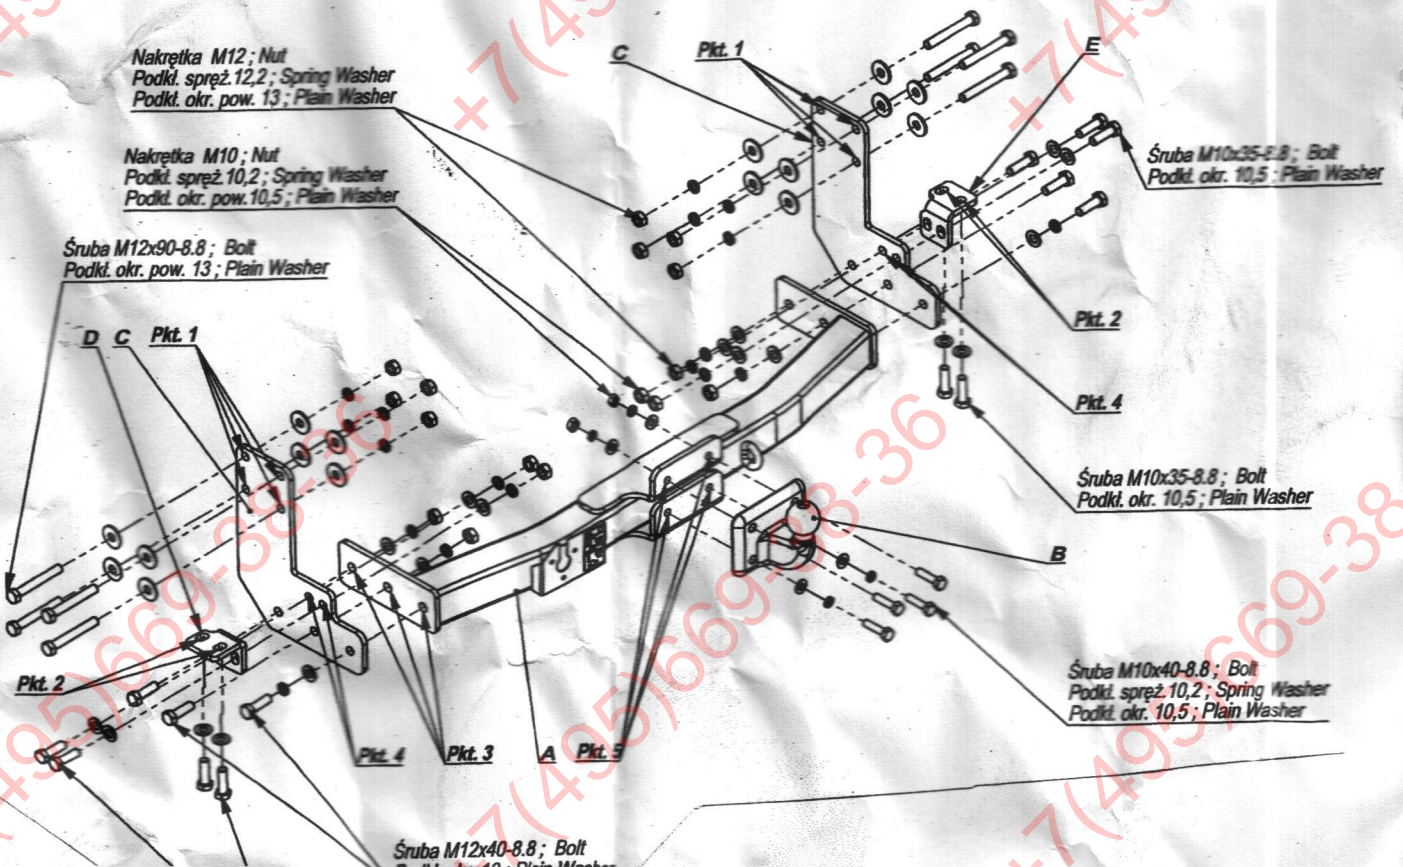 Nakrętka M12 ; Nut
Podkł. spręż. 12,2 ; Spring Washer
Podkł. okr. pow. 13 ; Plain Washer
Nakrętka M10 ; Nut
Podkł. spręż. 10,2 ; Spring Washer
Podkł. okr. pow. 10,5 ; Plain Washer
Śruba M12x90-8.8 ; Bolt
Podkł. okr. pow. 13 ; Plain Washer
D C Pkt. 1
C Pkt. 1 E
Śruba M10x35-8.8 ; Bolt
Podkł. okr. 10,5 ; Plain Washer
Pkt. 2
Pkt. 4
Śruba M10x35-8.8 ; Bolt
Podkł. okr. 10,5 ; Plain Washer
B
Śruba M10x40-8.8 ; Bolt
Podkł. spręż. 10,2 ; Spring Washer
Podkł. okr. 10,5 ; Plain Washer
Pkt. 2
Pkt. 4 Pkt. 3 A Pkt. 5
Śruba M12x40-8.8 ; Bolt
+7(495)669-38-36